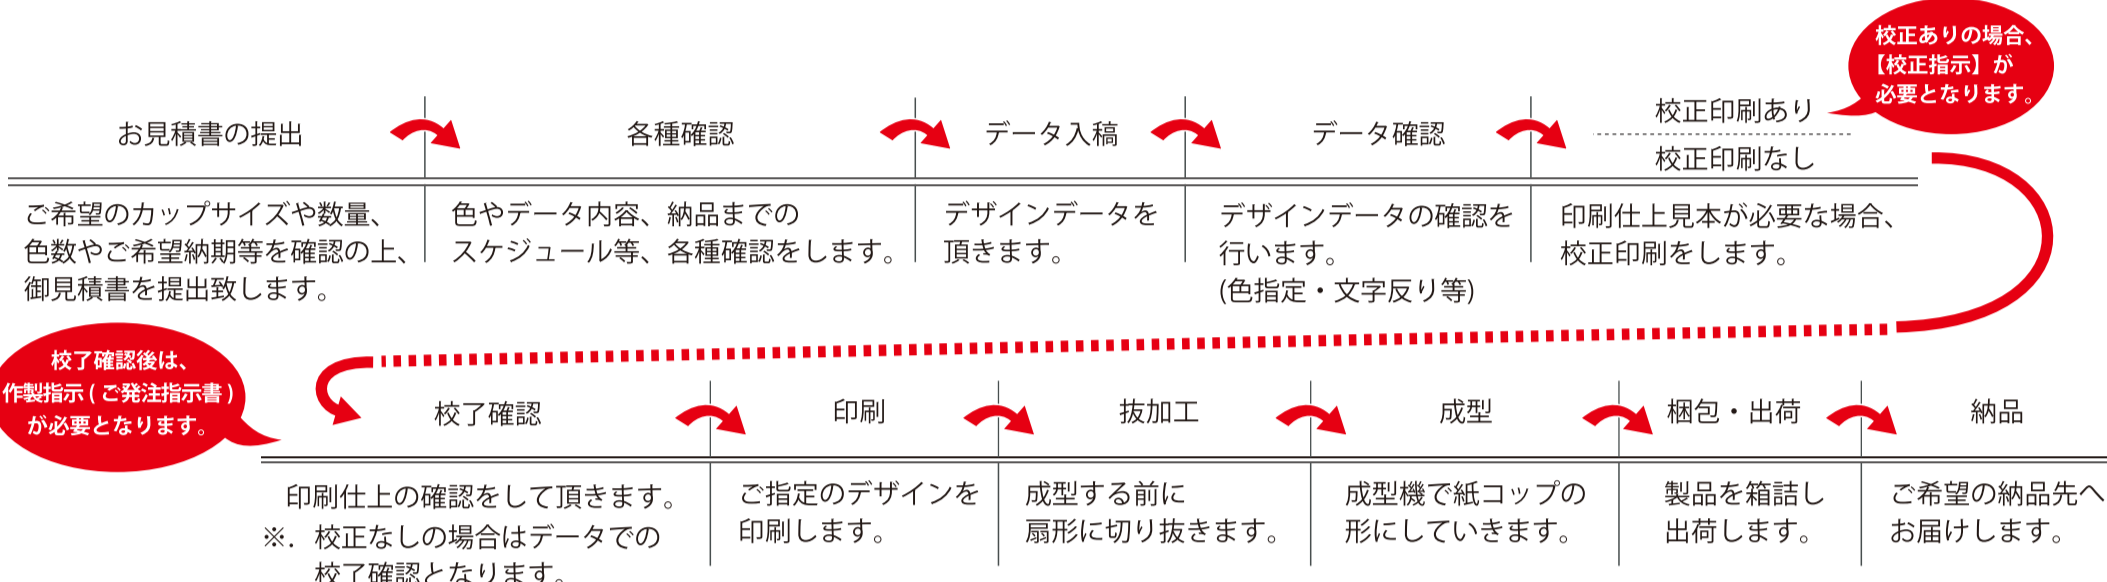 校正ありの場合、
【校正指示】が
必要となります。
お見積書の提出
各種確認
データ入稿
データ確認
校正印刷あり
校正印刷なし
ご希望のカップサイズや数量、
色数やご希望納期等を確認の上、
御見積書を提出致します。
色やデータ内容、納品までの
スケジュール等、各種確認をします。
デザインデータを
頂きます。
デザインデータの確認を
行います。
(色指定・文字反り等)
印刷仕上見本が必要な場合、
校正印刷をします。
校了確認後は、
作製指示 ( ご発注指示書 )
が必要となります。
校了確認
印刷
抜加工
成型
梱包・出荷
納品
印刷仕上の確認をして頂きます。
※．校正なしの場合はデータでの
校了確認となります。
ご指定のデザインを
印刷します。
成型する前に
扇形に切り抜きます。
成型機で紙コップの
形にしていきます。
製品を箱詰し
出荷します。
ご希望の納品先へ
お届けします。